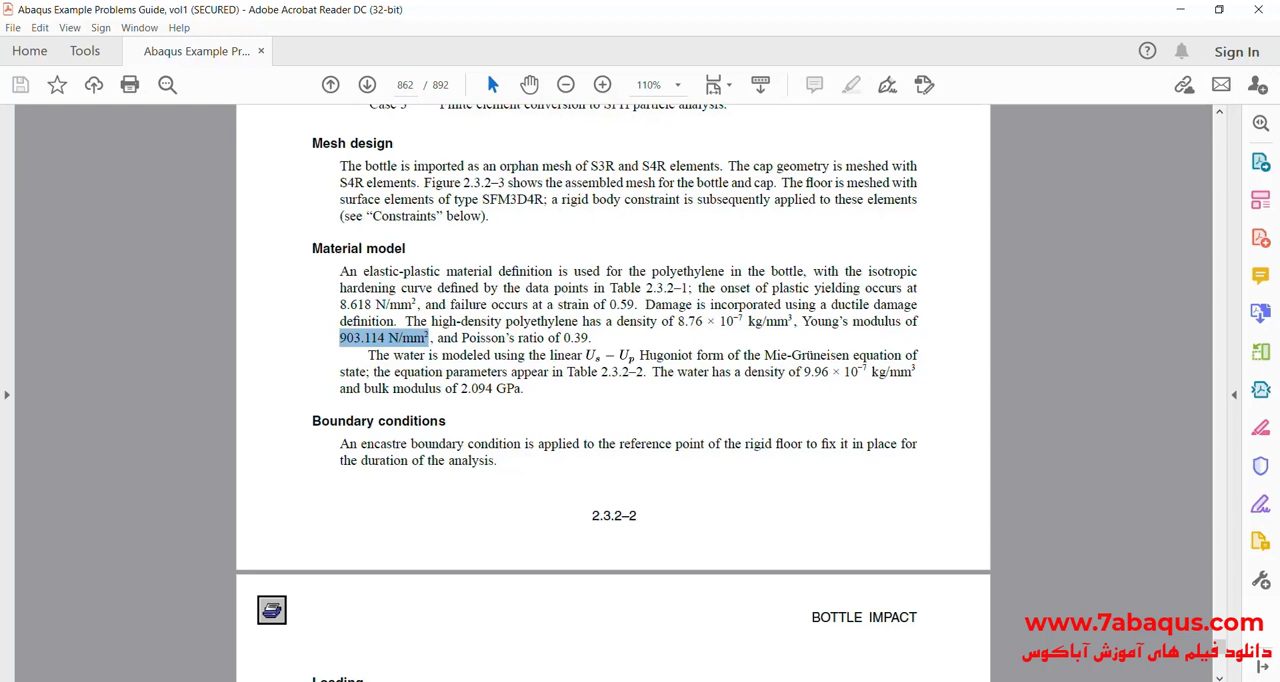 Abaqus Example Problems Guide, vol1 (SECURED) - Adobe Acrobat Reader DC (32-bit)
File Edit View Sign Window Help
Home Tools Abaqus Example Pr... × Sign In
862 / 892 110%
Case 3 Finite element conversion to SPH particle analysis.
Mesh design
The bottle is imported as an orphan mesh of S3R and S4R elements. The cap geometry is meshed with
S4R elements. Figure 2.3.2–3 shows the assembled mesh for the bottle and cap. The floor is meshed with
surface elements of type SFM3D4R; a rigid body constraint is subsequently applied to these elements
(see “Constraints” below).
Material model
An elastic-plastic material definition is used for the polyethylene in the bottle, with the isotropic
hardening curve defined by the data points in Table 2.3.2–1; the onset of plastic yielding occurs at
8.618 N/mm², and failure occurs at a strain of 0.59. Damage is incorporated using a ductile damage
definition. The high-density polyethylene has a density of 8.76 × 10⁻⁷ kg/mm³, Young’s modulus of
903.114 N/mm², and Poisson’s ratio of 0.39.
The water is modeled using the linear Uₛ − Uₚ Hugoniot form of the Mie-Grüneisen equation of
state; the equation parameters appear in Table 2.3.2–2. The water has a density of 9.96 × 10⁻⁷ kg/mm³
and bulk modulus of 2.094 GPa.
Boundary conditions
An encastre boundary condition is applied to the reference point of the rigid floor to fix it in place for
the duration of the analysis.
2.3.2–2
BOTTLE IMPACT
www.7abaqus.com
دانلود فیلم های آموزش آباکوس
Loading